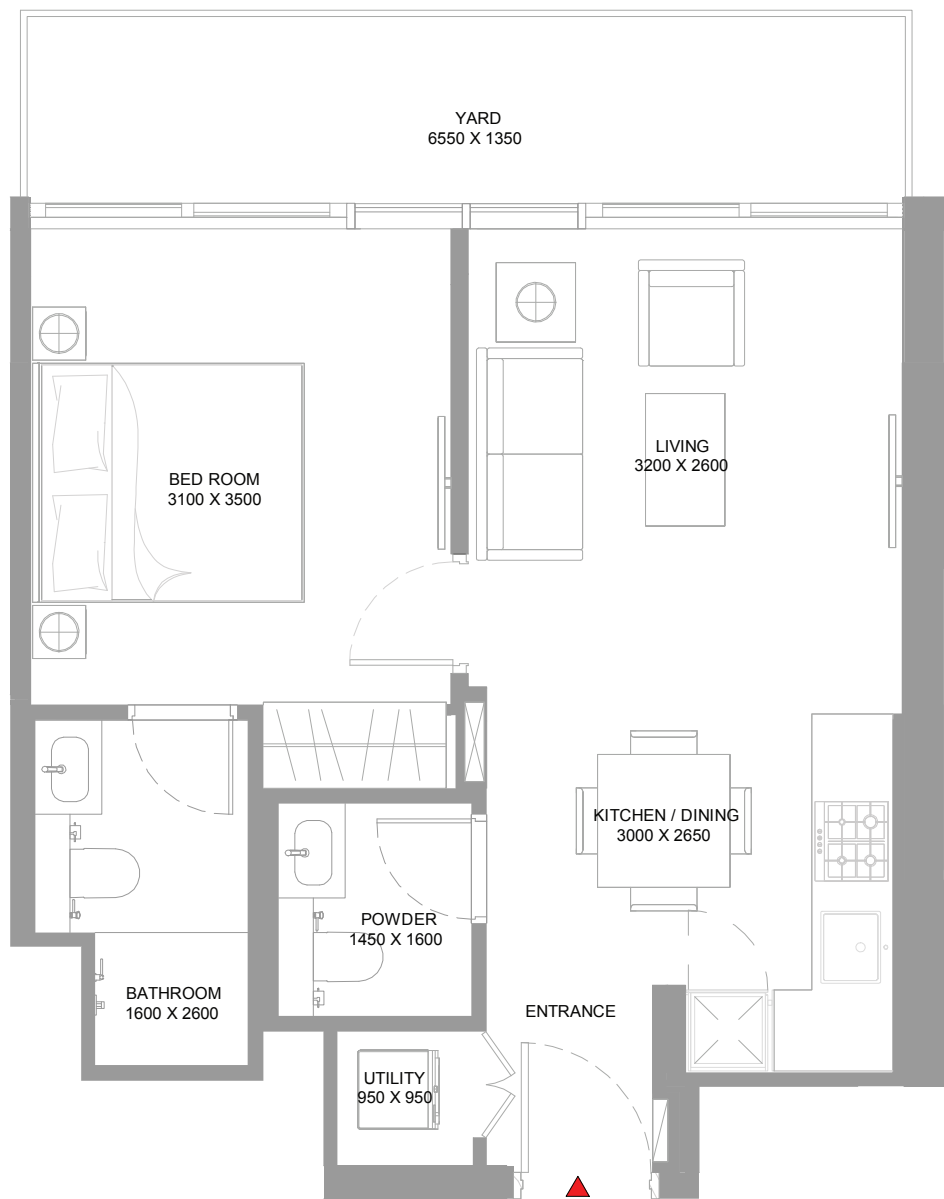 YARD
6550 X 1350
LIVING
3200 X 2600
BED ROOM
3100 X 3500
KITCHEN / DINING
3000 X 2650
POWDER
1450 X 1600
BATHROOM
1600 X 2600
ENTRANCE
UTILITY
950 X 950